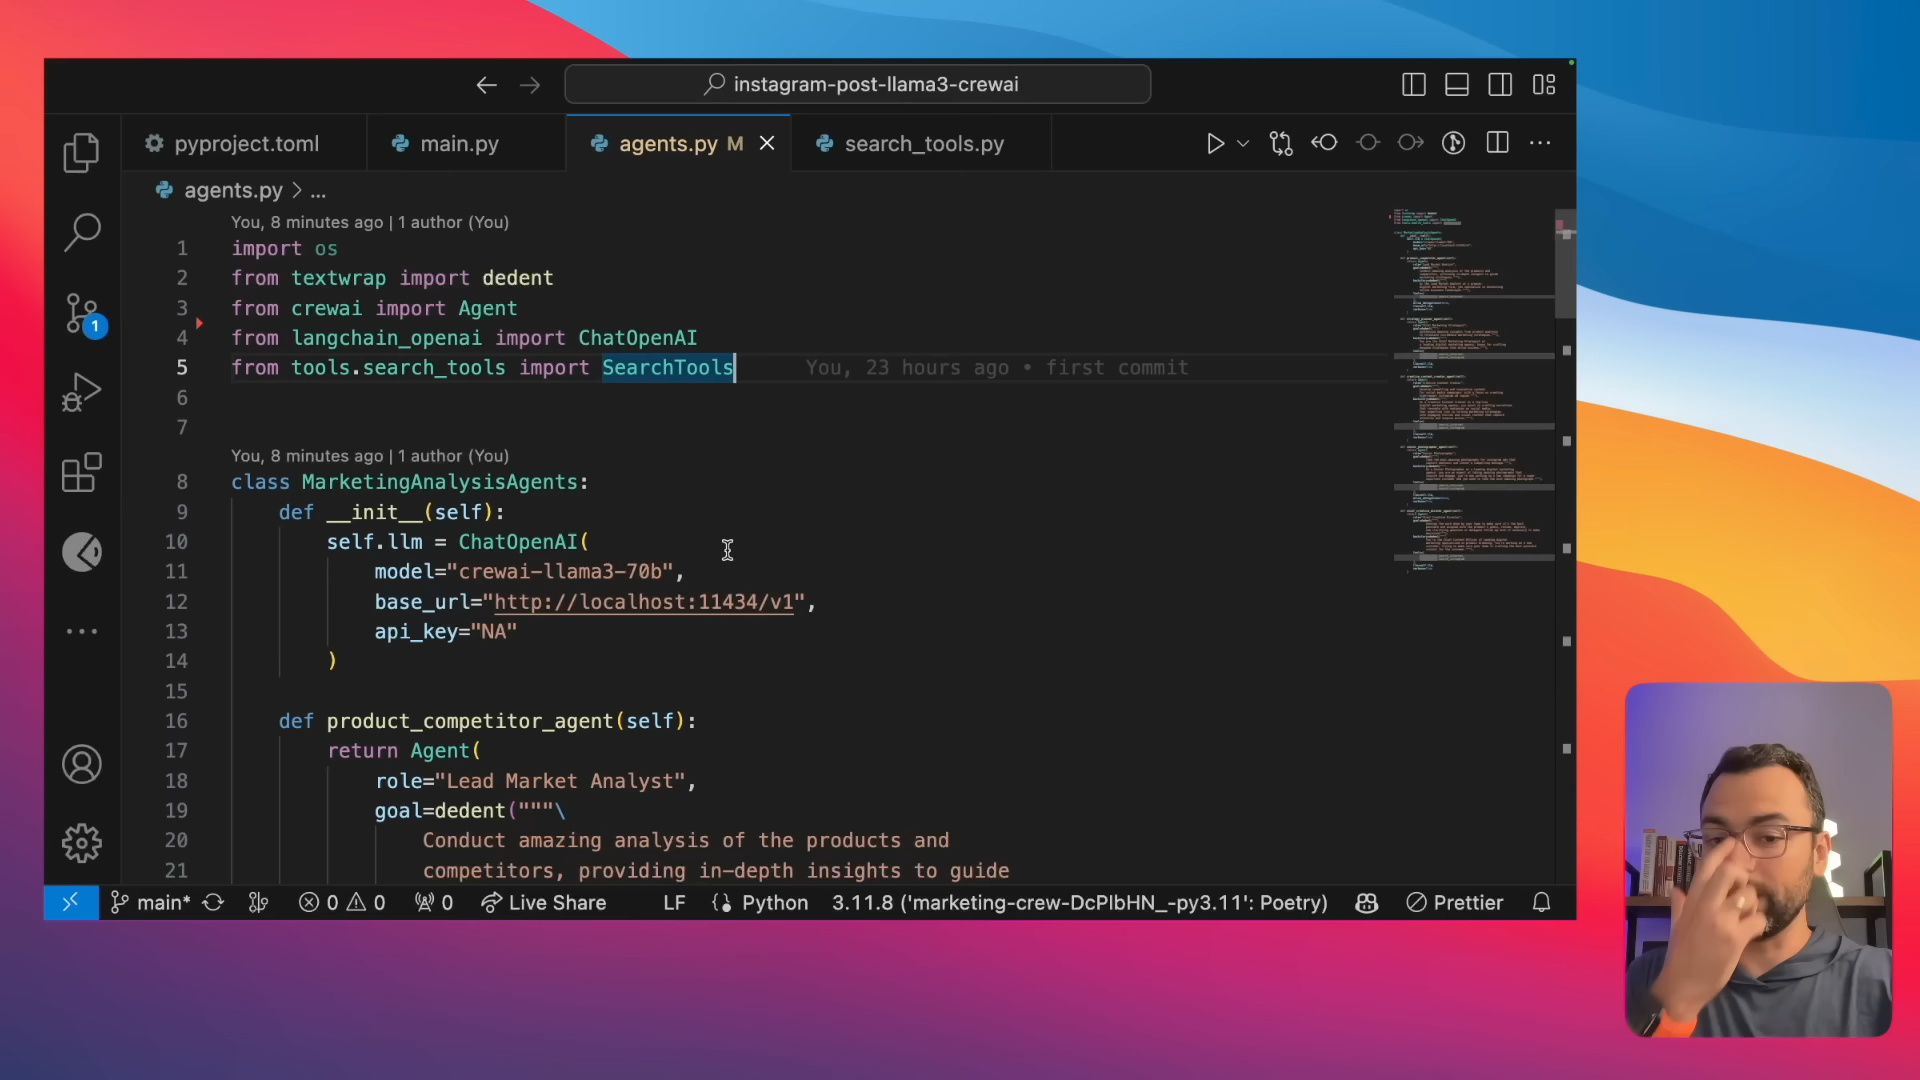 instagram-post-llama3-crewai
pyproject.toml
main.py
agents.py M
search_tools.py
agents.py > ...
You, 8 minutes ago | 1 author (You)
1 import os
2 from textwrap import dedent
3 from crewai import Agent
4 from langchain_openai import ChatOpenAI
5 from tools.search_tools import SearchTools You, 23 hours ago • first commit
6
7
You, 8 minutes ago | 1 author (You)
8 class MarketingAnalysisAgents:
9 def __init__(self):
10 self.llm = ChatOpenAI(
11 model="crewai-llama3-70b",
12 base_url="http://localhost:11434/v1",
13 api_key="NA"
14 )
15
16 def product_competitor_agent(self):
17 return Agent(
18 role="Lead Market Analyst",
19 goal=dedent("""\
20 Conduct amazing analysis of the products and
21 competitors, providing in-depth insights to guide
1
main* 0 0 0 Live Share LF Python 3.11.8 ('marketing-crew-DcPlbHN_-py3.11': Poetry) Prettier